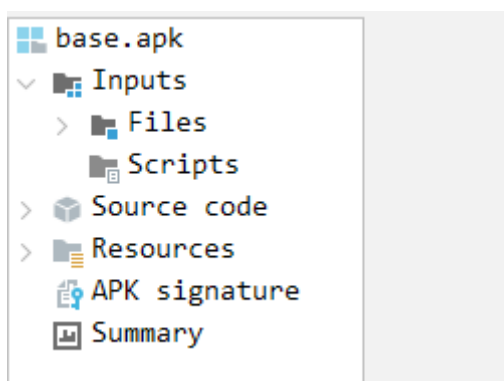 base.apk
Inputs
Files
Scripts
Source code
Resources
APK signature
Summary